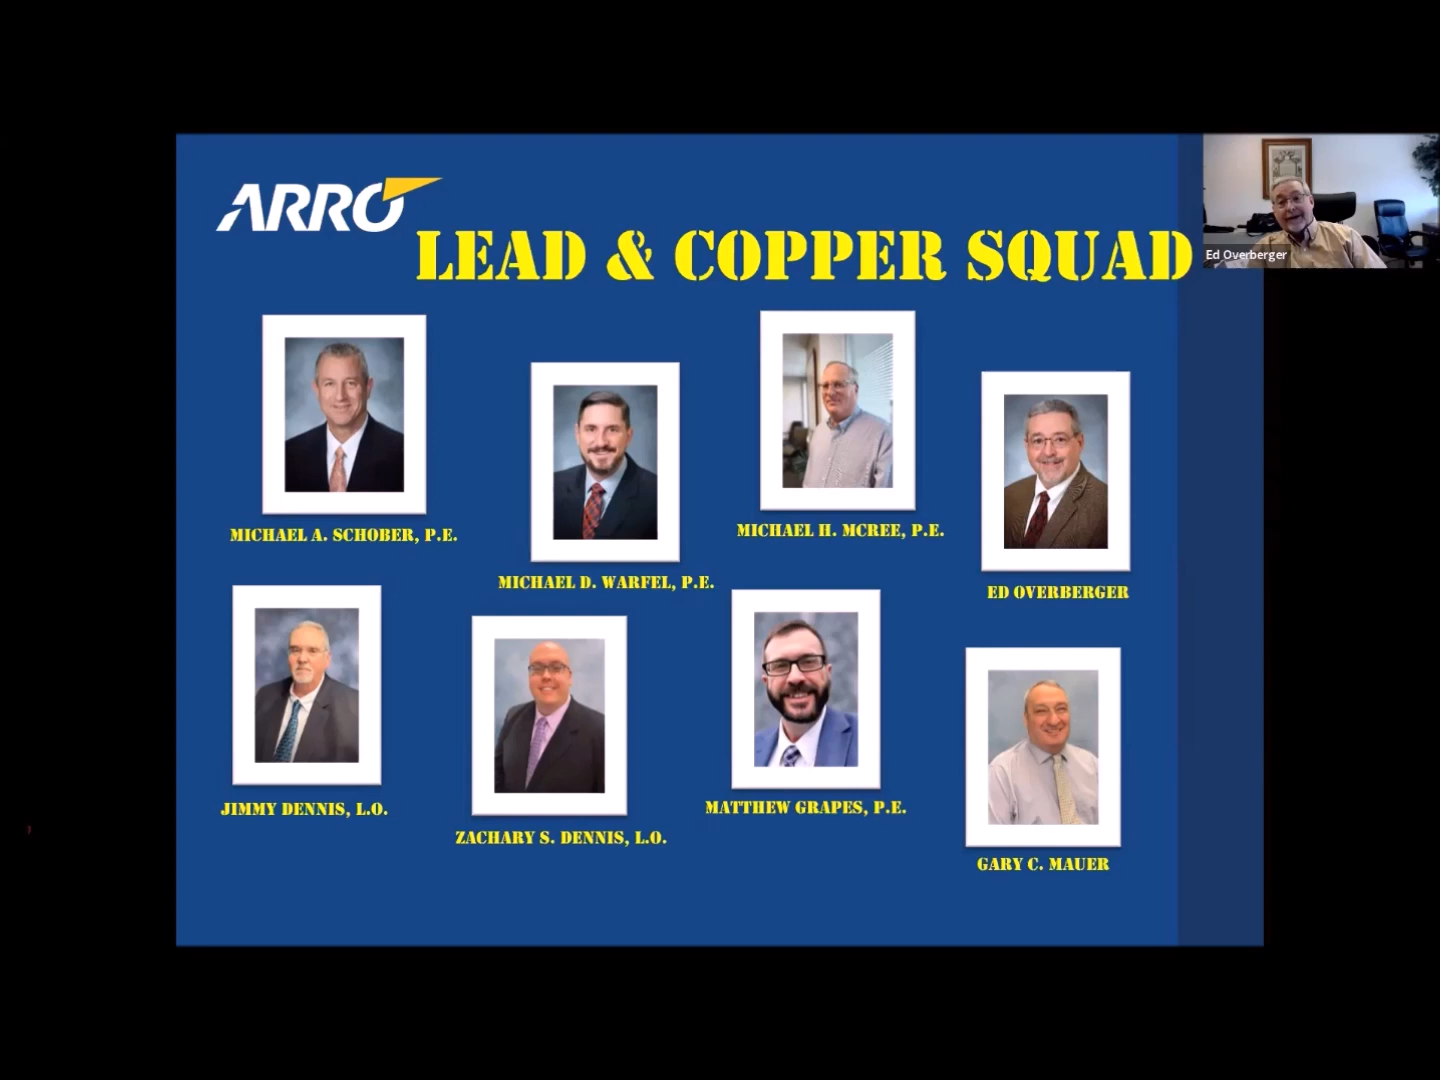 ARRO
LEAD & COPPER SQUAD
Ed Overberger
MICHAEL A. SCHOBER, P.E.
MICHAEL D. WARFEL, P.E.
MICHAEL H. MCREE, P.E.
ED OVERBERGER
JIMMY DENNIS, L.O.
ZACHARY S. DENNIS, L.O.
MATTHEW GRAPES, P.E.
GARY C. MAUER